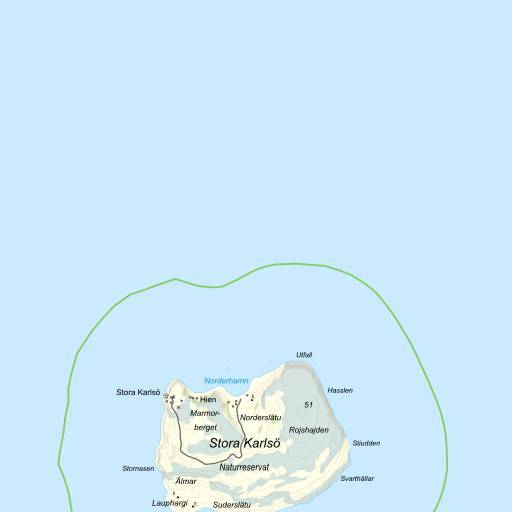 Utfall
Norderhamn
Hasslen
Stora Karlsö
Hien
51
Marmor-
berget
Norderslätu
Rojshajden
Stora Karlsö
Stiudden
Stornasen
Naturreservat
Svarthällar
Älmar
Lauphargi
Suderslätu